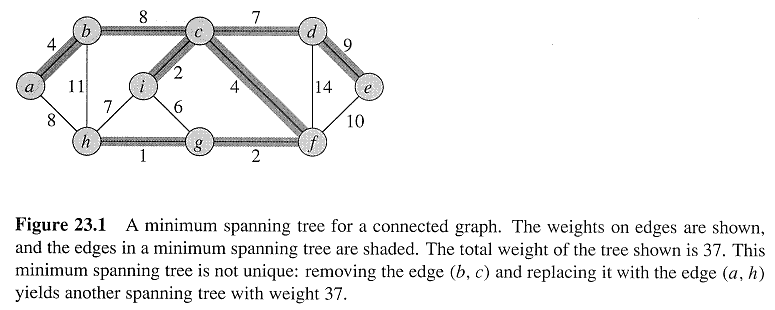 8 7
b c d
4 9
11 2 14
a i 4 e
7 6
8 10
h g f
1 2
Figure 23.1 A minimum spanning tree for a connected graph. The weights on edges are shown,
and the edges in a minimum spanning tree are shaded. The total weight of the tree shown is 37. This
minimum spanning tree is not unique: removing the edge (b, c) and replacing it with the edge (a, h)
yields another spanning tree with weight 37.